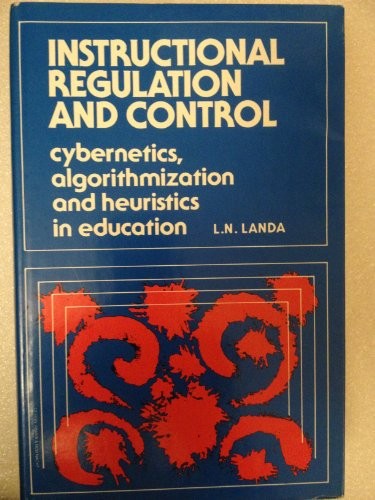 INSTRUCTIONAL
REGULATION
AND CONTROL
cybernetics,
algorithmization
and heuristics
in education L.N. LANDA